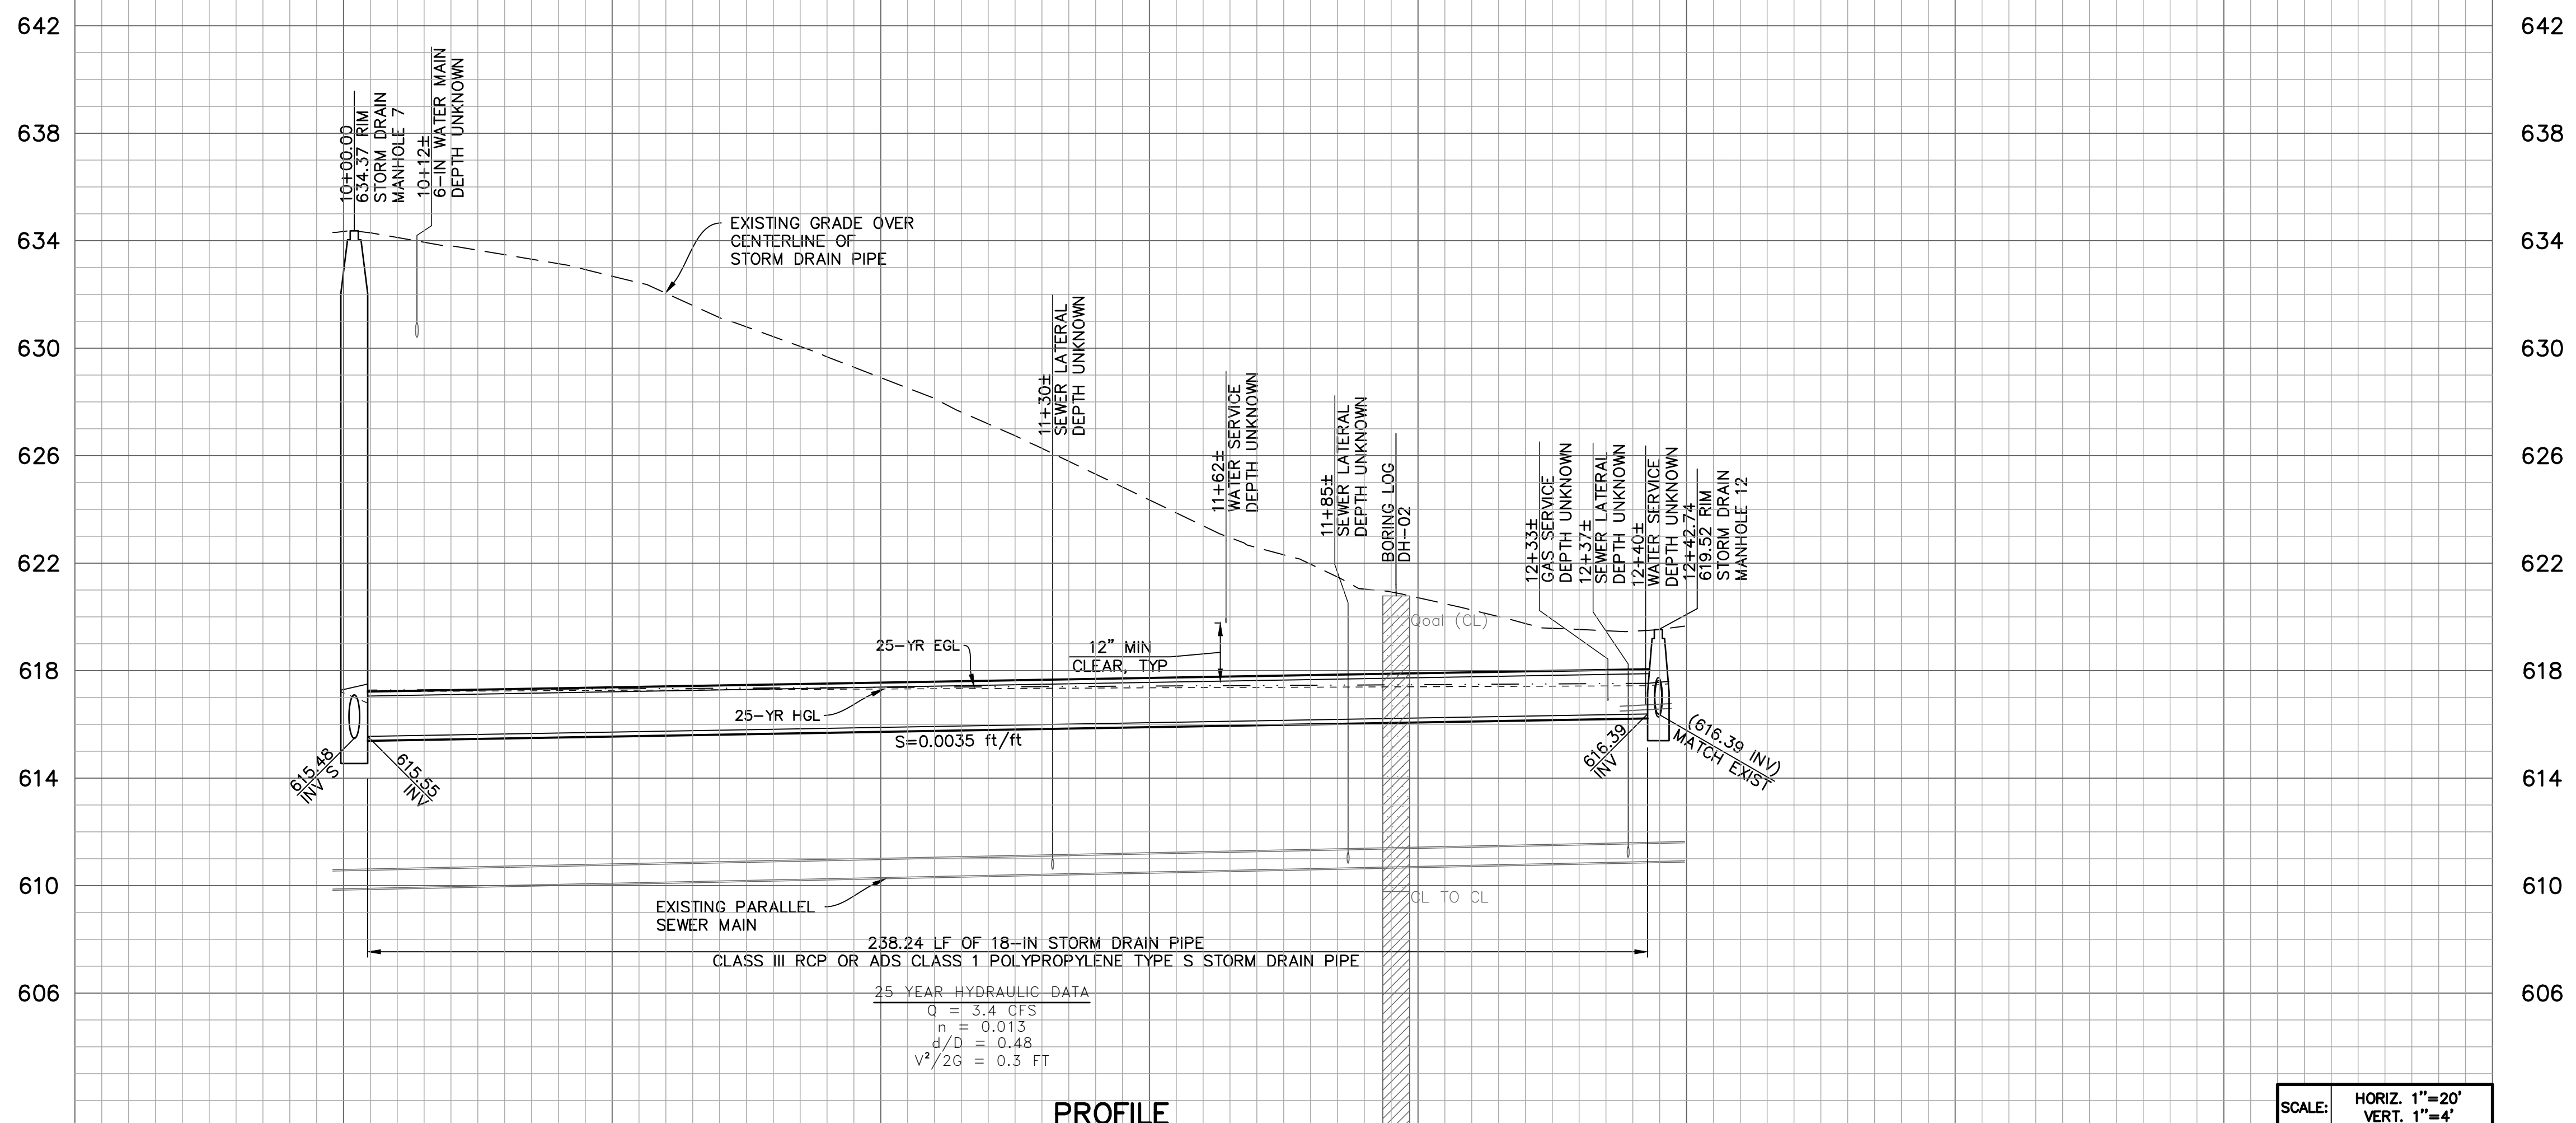 642
642
638
638
634
634
630
630
626
626
622
622
618
618
614
614
610
610
606
606
10+00.00
634.37 RIM
STORM DRAIN
MANHOLE 7
10+12±
6-IN WATER MAIN
DEPTH UNKNOWN
EXISTING GRADE OVER
CENTERLINE OF
STORM DRAIN PIPE
11+30±
SEWER LATERAL
DEPTH UNKNOWN
11+62±
WATER SERVICE
DEPTH UNKNOWN
11+85±
SEWER LATERAL
DEPTH UNKNOWN
BORING LOG
DH-02
12+33±
GAS SERVICE
DEPTH UNKNOWN
12+37±
SEWER LATERAL
DEPTH UNKNOWN
12+40±
WATER SERVICE
DEPTH UNKNOWN
12+42.74
619.52 RIM
STORM DRAIN
MANHOLE 12
Qoal (CL)
25-YR EGL
12" MIN
CLEAR, TYP
25-YR HGL
S=0.0035 ft/ft
615.48
INV S
615.55
INV
616.39
INV
(616.39 INV)
MATCH EXIST
CL TO CL
EXISTING PARALLEL
SEWER MAIN
238.24 LF OF 18-IN STORM DRAIN PIPE
CLASS III RCP OR ADS CLASS 1 POLYPROPYLENE TYPE S STORM DRAIN PIPE
25 YEAR HYDRAULIC DATA
Q = 3.4 CFS
n = 0.013
d/D = 0.48
V²/2G = 0.3 FT
PROFILE
SCALE:
HORIZ. 1"=20'
VERT. 1"=4'